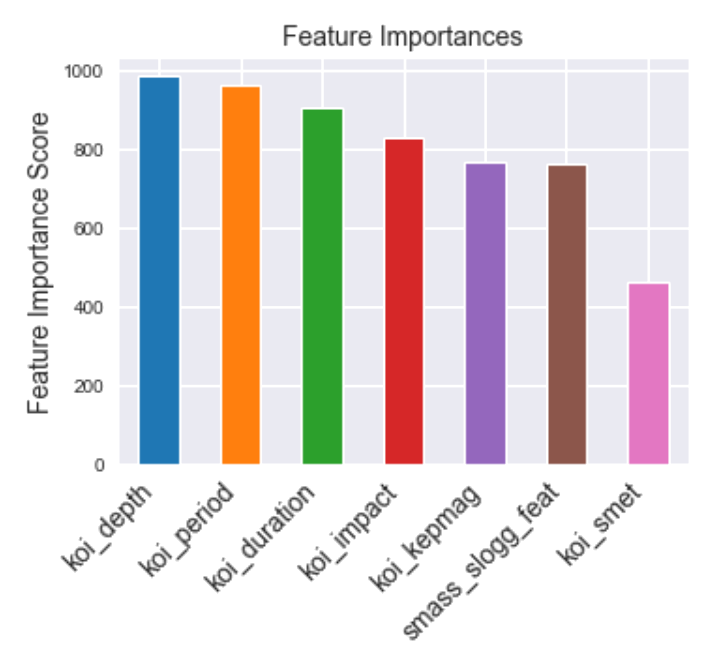 Feature Importances
Feature Importance Score
1000
800
600
400
200
0
koi_depth
koi_period
koi_duration
koi_impact
koi_kepmag
smass_slogg_feat
koi_smet